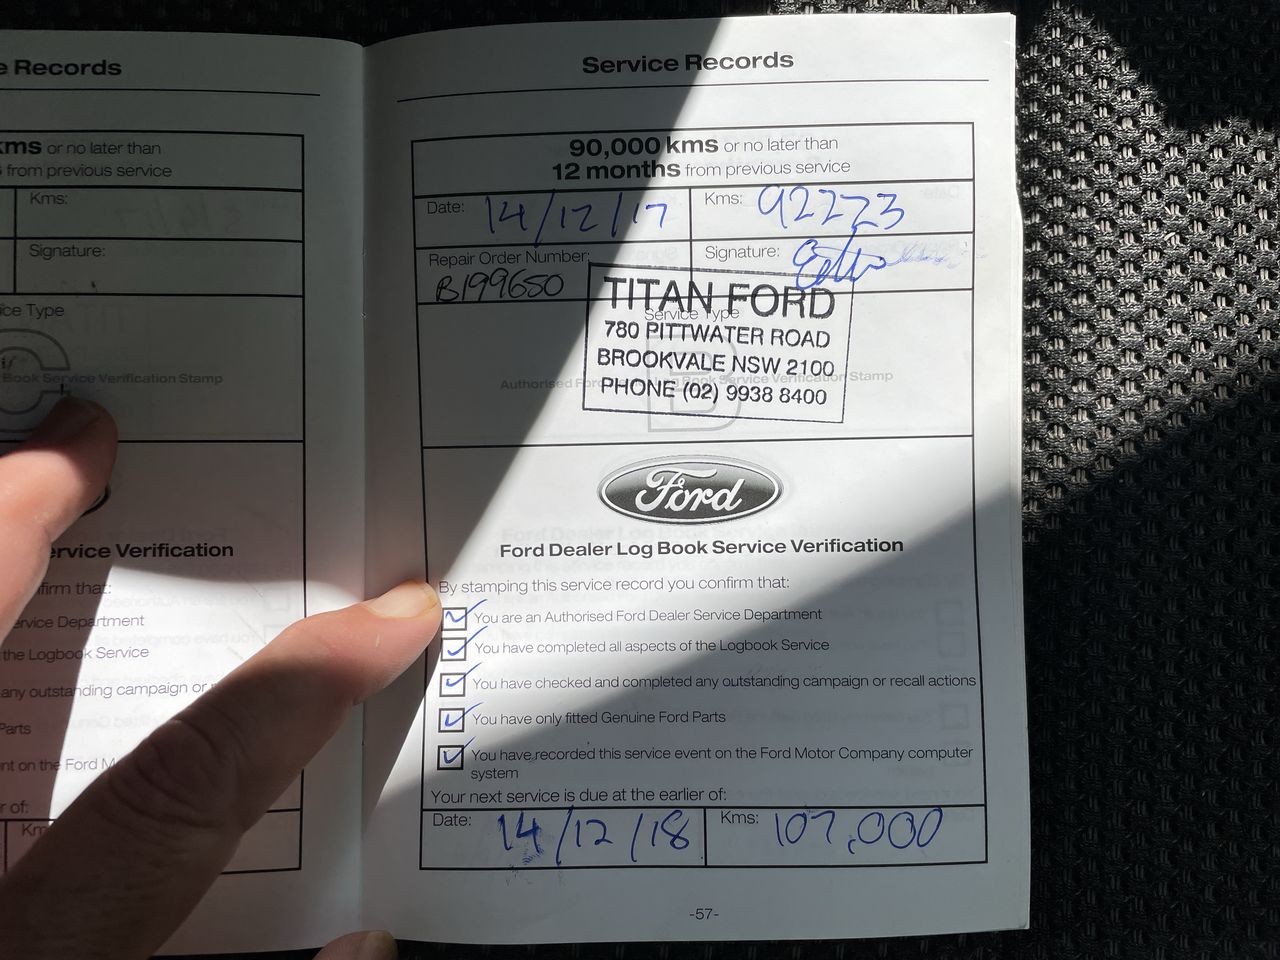 e Records
kms or no later than
from previous service
Kms:
Signature:
ice Type
C
Book Service Verification Stamp
ervice Verification
firm that:
ervice Department
the Logbook Service
any outstanding campaign or
Parts
nt on the Ford M
r of:
Km
Service Records
90,000 kms or no later than
12 months from previous service
Date: 14/12/17 Kms: 92223
Repair Order Number: Signature:
B199650
TITAN FORD
Service Type
780 PITTWATER ROAD
BROOKVALE NSW 2100
Authorised For Book Service Verification Stamp
B
PHONE (02) 9938 8400
Ford
Ford Dealer Log Book Service Verification
By stamping this service record you confirm that:
You are an Authorised Ford Dealer Service Department
You have completed all aspects of the Logbook Service
You have checked and completed any outstanding campaign or recall actions
You have only fitted Genuine Ford Parts
You have recorded this service event on the Ford Motor Company computer
system
Your next service is due at the earlier of:
Date: 14/12/18 Kms: 107,000
-57-